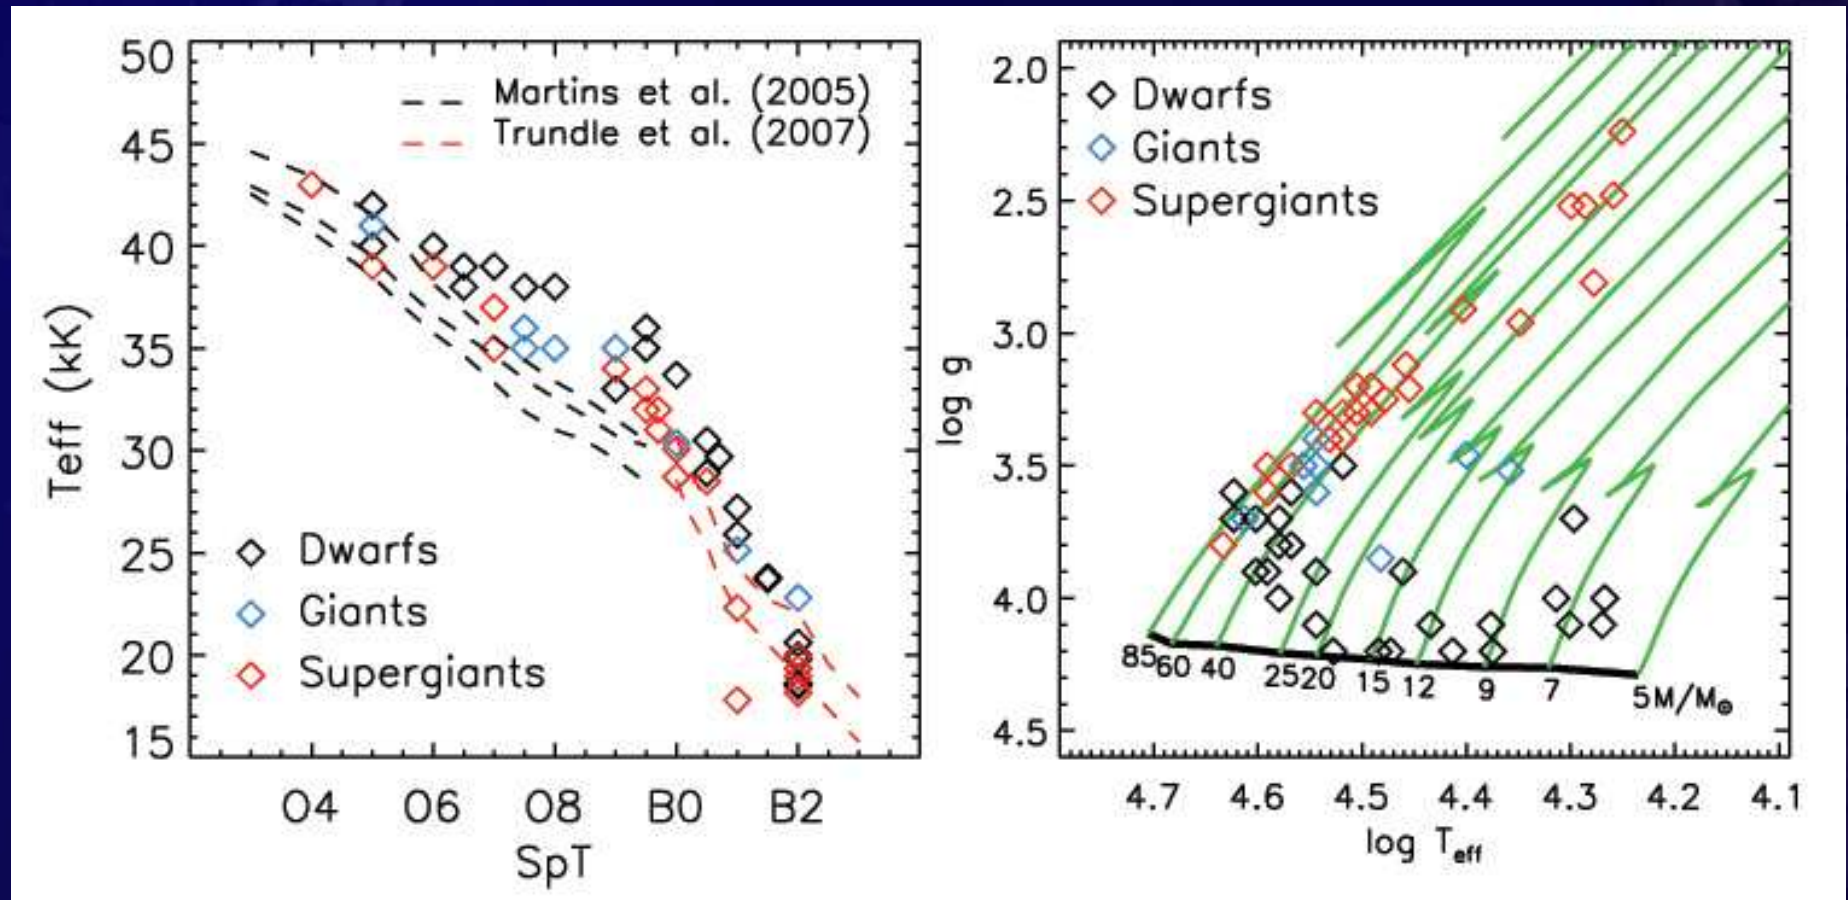 50
45
40
35
30
25
20
15
Teff (kK)
Martins et al. (2005)
Trundle et al. (2007)
Dwarfs
Giants
Supergiants
O4 O6 O8 B0 B2
SpT
2.0
2.5
3.0
3.5
4.0
4.5
log g
Dwarfs
Giants
Supergiants
85 60 40 25 20 15 12 9 7 5M/M⊙
4.7 4.6 4.5 4.4 4.3 4.2 4.1
log Teff